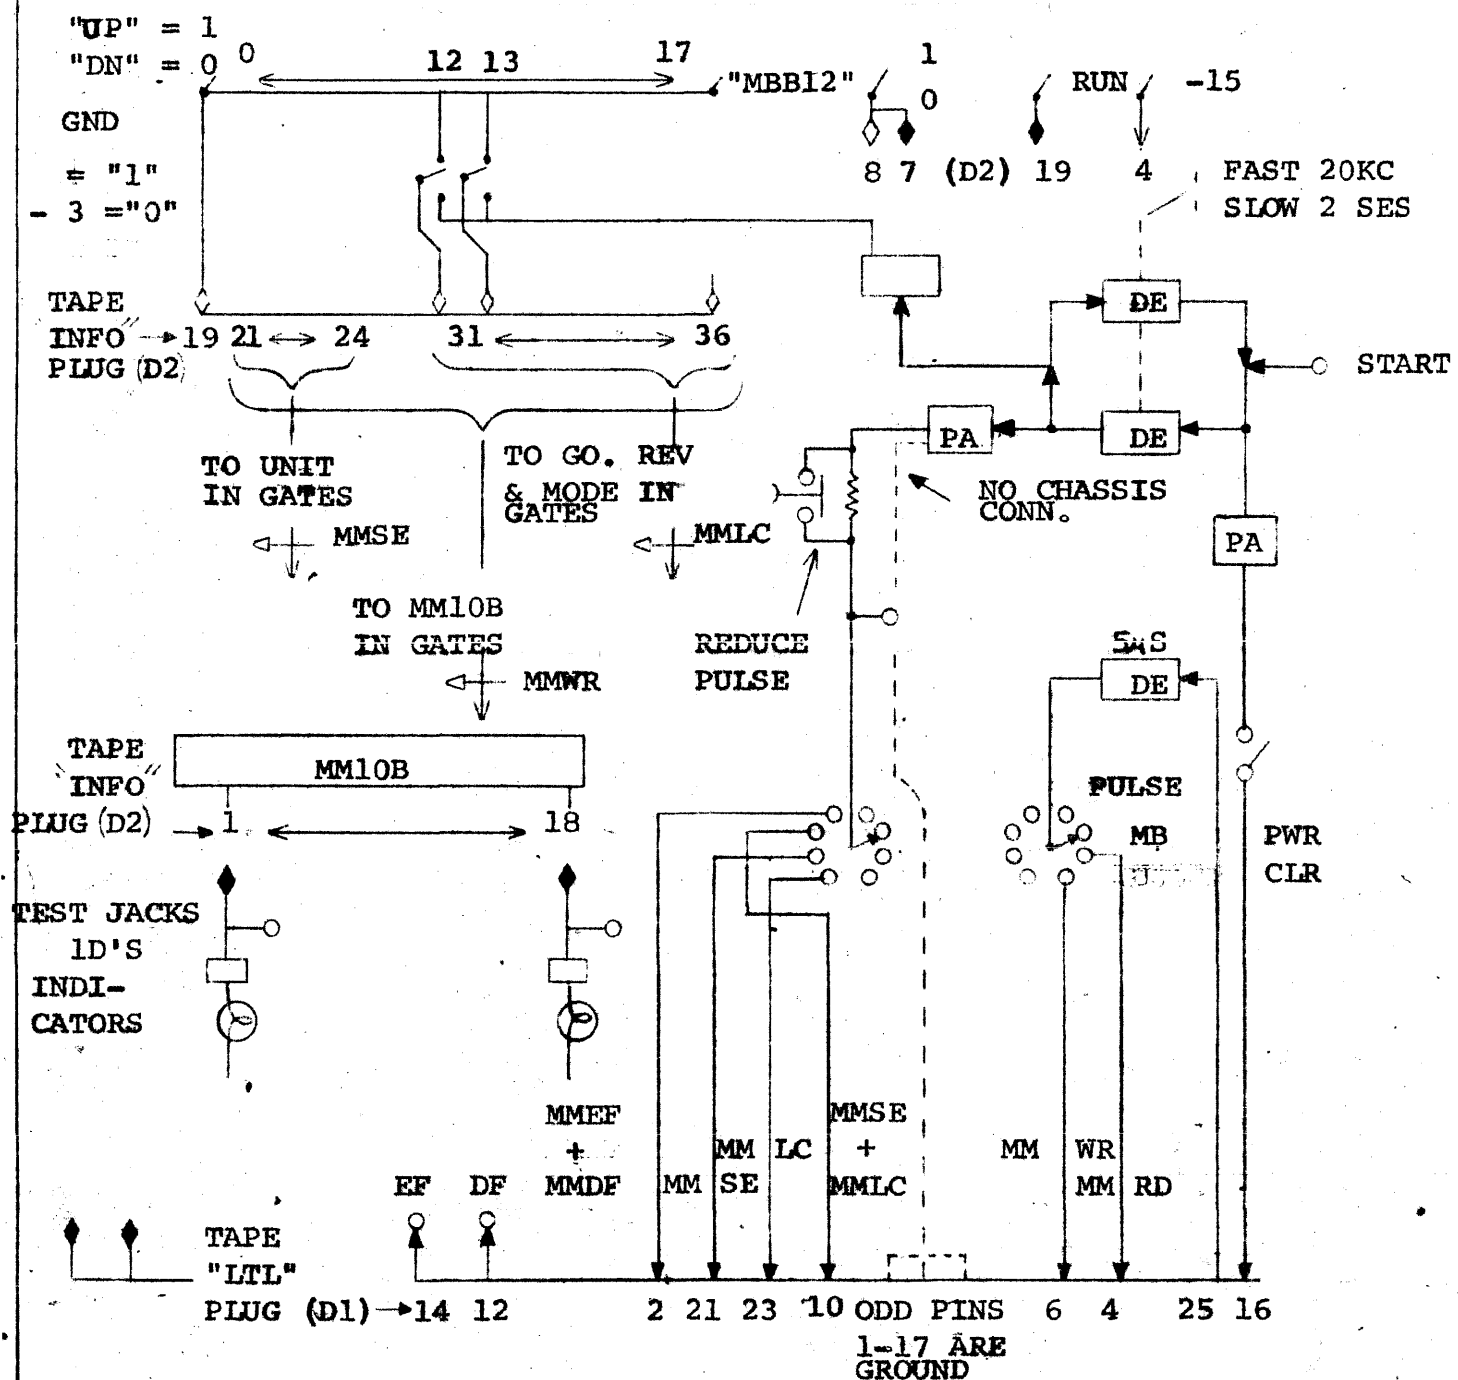 "UP" = 1
"DN" = 0
0
12 13
17
"MBB12"
1
0
RUN
-15
GND
= "1"
- 3 ="0"
8 7 (D2) 19
4
FAST 20KC
SLOW 2 SES
TAPE
INFO"
PLUG (D2)
19 21 24
31
36
DE
START
PA
DE
TO UNIT
IN GATES
TO GO. REV
& MODE IN
GATES
NO CHASSIS
CONN.
MMSE
MMLC
PA
TO MM10B
IN GATES
REDUCE
PULSE
MMWR
5µS
DE
TAPE
"INFO"
PLUG (D2)
MM10B
1
18
PULSE
MB
PWR
CLR
TEST JACKS
1D'S
INDI-
CATORS
MMEF
+
MMDF
EF
DF
MM LC
MM SE
MMSE
+
MMLC
MM WR
MM RD
TAPE
"LTL"
PLUG (D1)
14 12
2 21 23 10
ODD PINS
1-17 ARE
GROUND
6 4 25 16